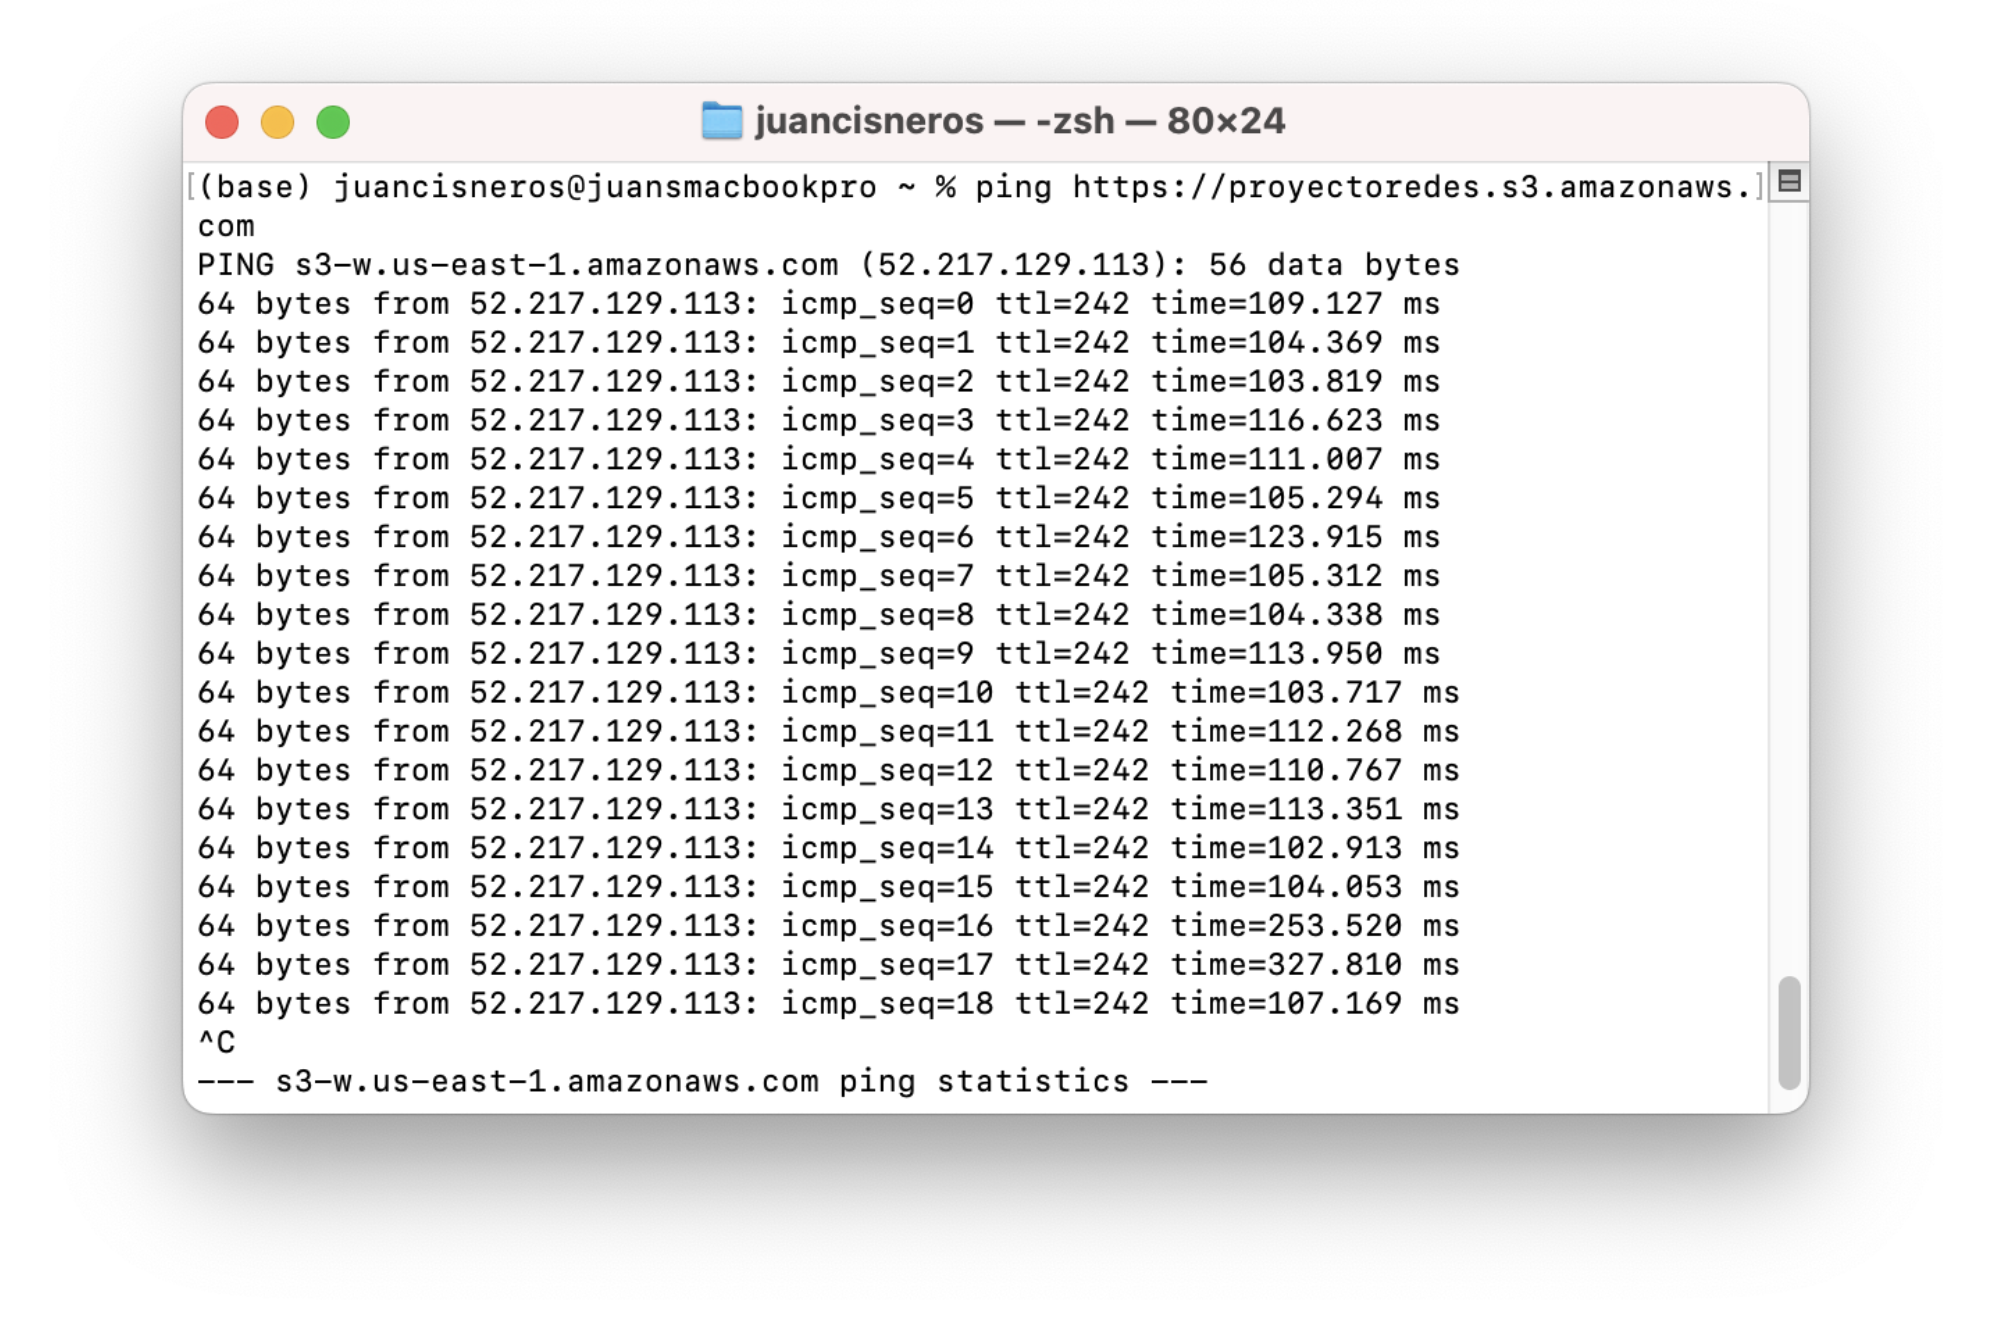 juancisneros — -zsh — 80×24
[(base) juancisneros@juansmacbookpro ~ % ping https://proyectoredes.s3.amazonaws.]
com
PING s3-w.us-east-1.amazonaws.com (52.217.129.113): 56 data bytes
64 bytes from 52.217.129.113: icmp_seq=0 ttl=242 time=109.127 ms
64 bytes from 52.217.129.113: icmp_seq=1 ttl=242 time=104.369 ms
64 bytes from 52.217.129.113: icmp_seq=2 ttl=242 time=103.819 ms
64 bytes from 52.217.129.113: icmp_seq=3 ttl=242 time=116.623 ms
64 bytes from 52.217.129.113: icmp_seq=4 ttl=242 time=111.007 ms
64 bytes from 52.217.129.113: icmp_seq=5 ttl=242 time=105.294 ms
64 bytes from 52.217.129.113: icmp_seq=6 ttl=242 time=123.915 ms
64 bytes from 52.217.129.113: icmp_seq=7 ttl=242 time=105.312 ms
64 bytes from 52.217.129.113: icmp_seq=8 ttl=242 time=104.338 ms
64 bytes from 52.217.129.113: icmp_seq=9 ttl=242 time=113.950 ms
64 bytes from 52.217.129.113: icmp_seq=10 ttl=242 time=103.717 ms
64 bytes from 52.217.129.113: icmp_seq=11 ttl=242 time=112.268 ms
64 bytes from 52.217.129.113: icmp_seq=12 ttl=242 time=110.767 ms
64 bytes from 52.217.129.113: icmp_seq=13 ttl=242 time=113.351 ms
64 bytes from 52.217.129.113: icmp_seq=14 ttl=242 time=102.913 ms
64 bytes from 52.217.129.113: icmp_seq=15 ttl=242 time=104.053 ms
64 bytes from 52.217.129.113: icmp_seq=16 ttl=242 time=253.520 ms
64 bytes from 52.217.129.113: icmp_seq=17 ttl=242 time=327.810 ms
64 bytes from 52.217.129.113: icmp_seq=18 ttl=242 time=107.169 ms
^C
--- s3-w.us-east-1.amazonaws.com ping statistics ---